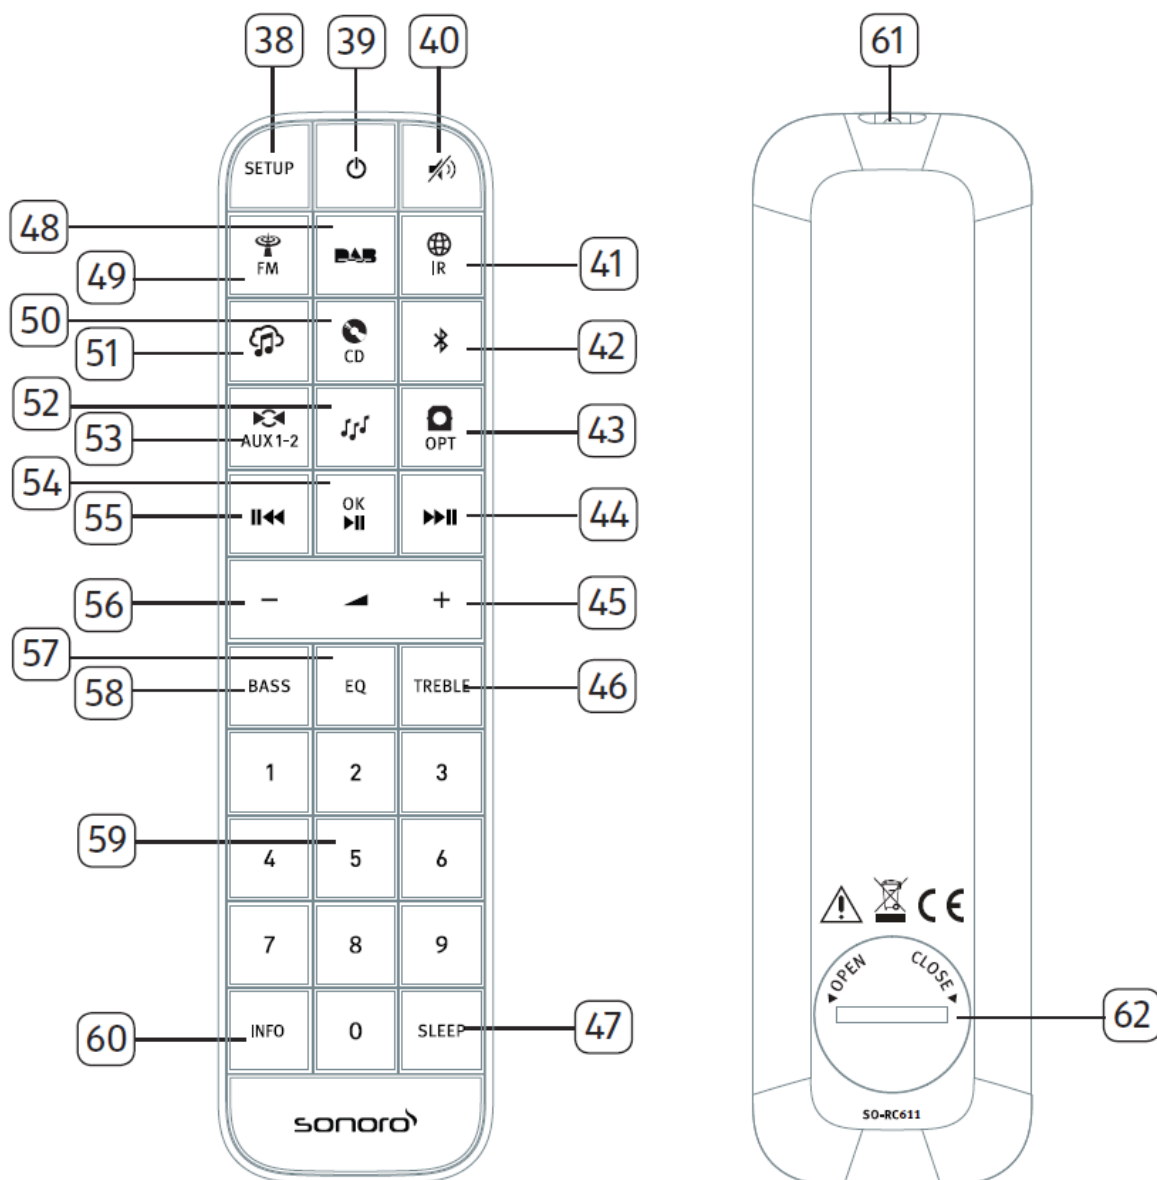 38 39 40 61
SETUP
48
FM DAB IR
49 41
50
CD
51 42
52
AUX 1-2 OPT
53 43
54
OK
55 44
56 − + 45
57
BASS EQ TREBLE
58 46
1 2 3
59
4 5 6
7 8 9
OPEN CLOSE
INFO 0 SLEEP
60 47 62
sonoro
CE
SO-RC611